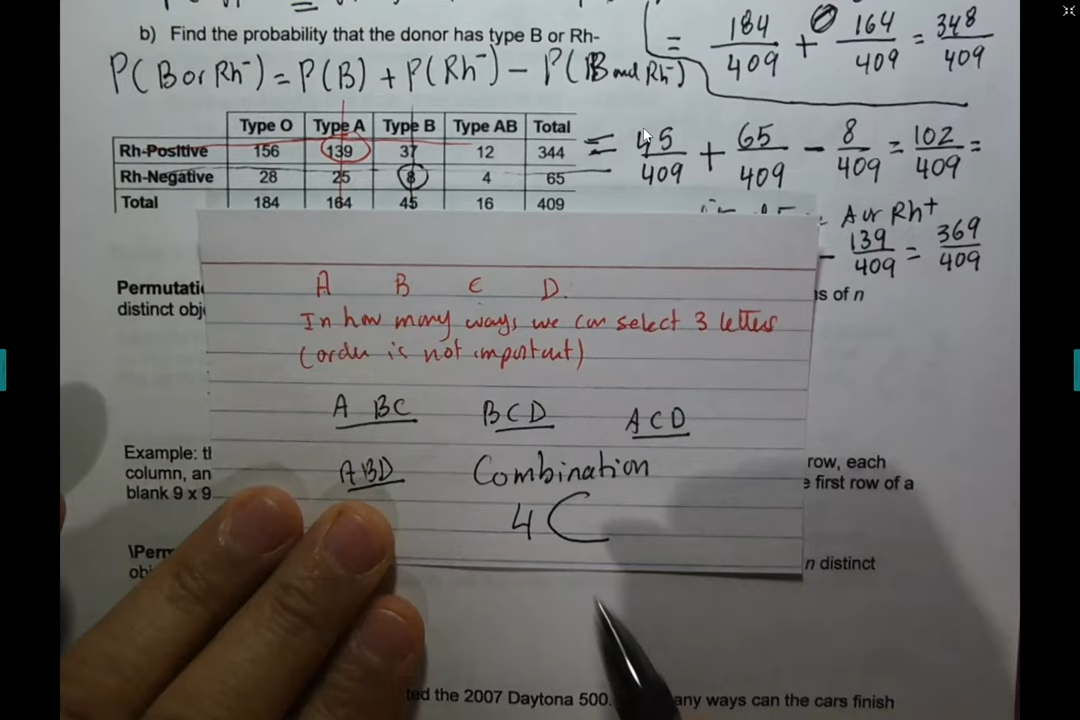 b) Find the probability that the donor has type B or Rh-
P(B or Rh-) = P(B) + P(Rh-) - P(B and Rh-)
= 184/409 + 164/409 = 348/409
Type O Type A Type B Type AB Total
Rh-Positive 156 139 37 12 344
Rh-Negative 28 25 8 4 65
Total 184 164 45 16 409
= 45/409 + 65/409 - 8/409 = 102/409 =
A or Rh+
- 139/409 = 369/409
A B C D.
Permutati s of n
distinct obj
In how many ways we can select 3 letters
(order is not important)
A BC BCD ACD
Example: t row, each
column, an e first row of a
blank 9 x 9
ABD Combination
4C
\Perm n distinct
obj
ted the 2007 Daytona 500. any ways can the cars finish